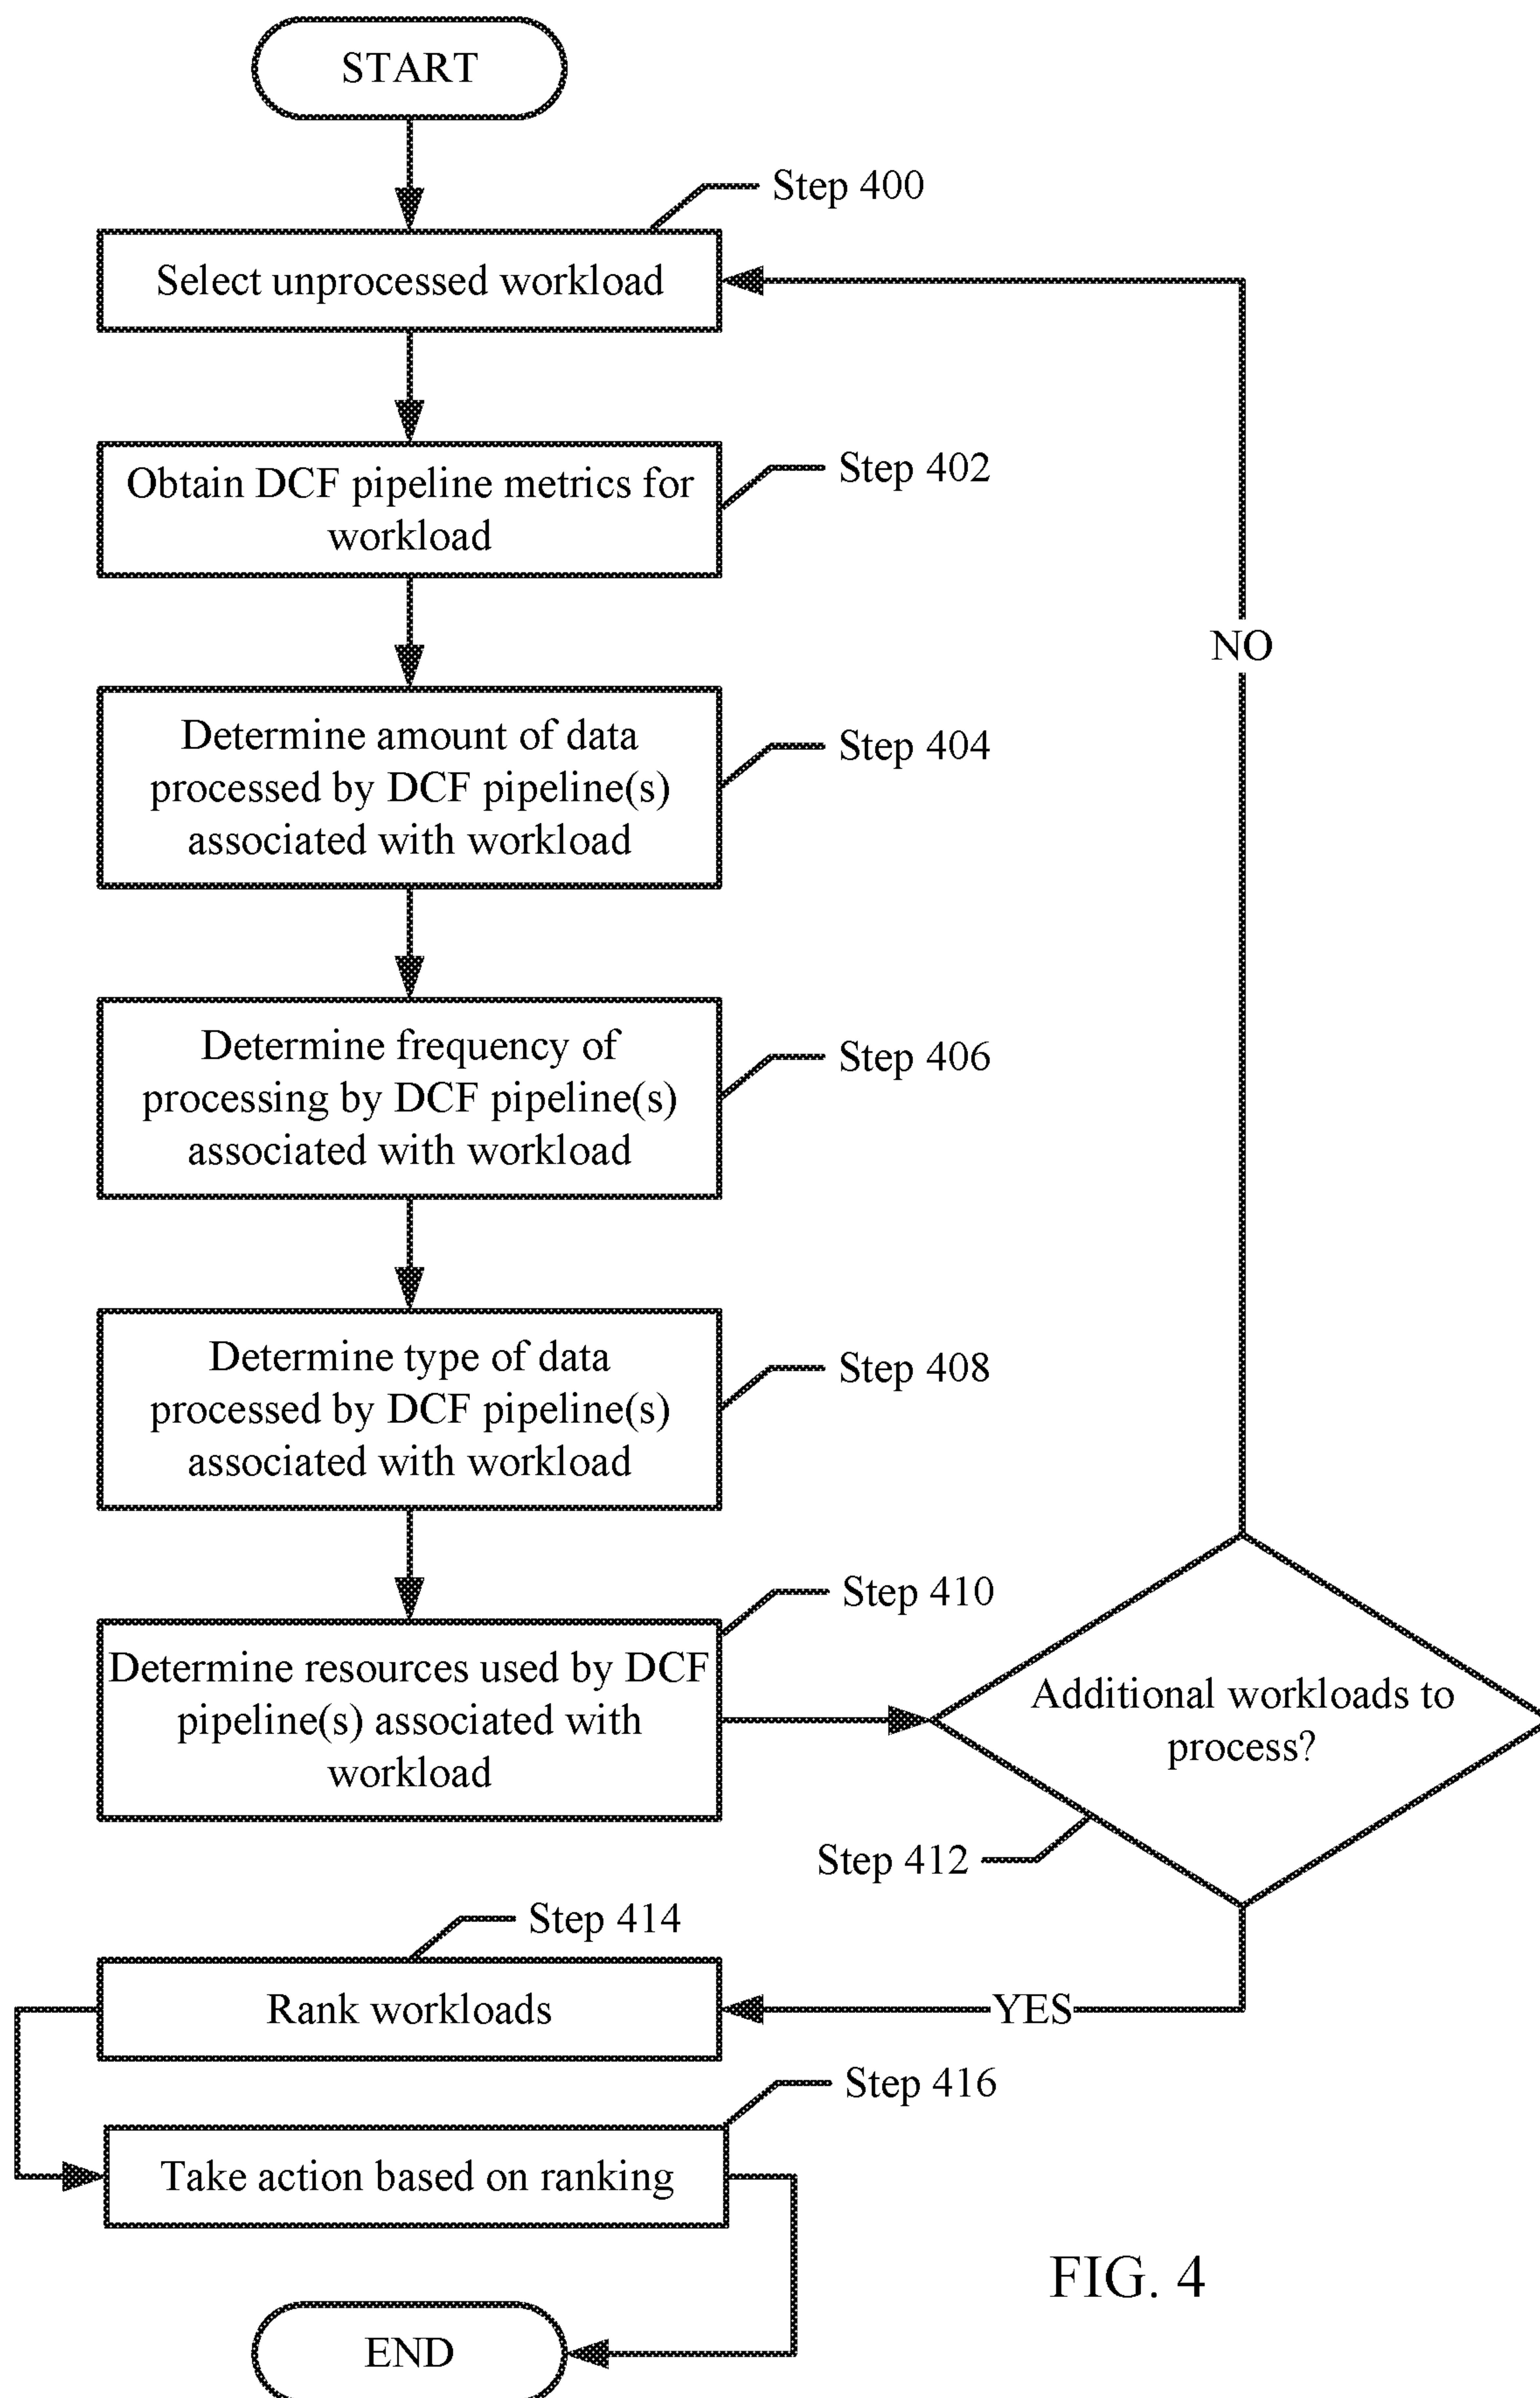 START
Step 400
Select unprocessed workload
Step 402
Obtain DCF pipeline metrics for
workload
NO
Step 404
Determine amount of data
processed by DCF pipeline(s)
associated with workload
Step 406
Determine frequency of
processing by DCF pipeline(s)
associated with workload
Step 408
Determine type of data
processed by DCF pipeline(s)
associated with workload
Step 410
Determine resources used by DCF
pipeline(s) associated with
workload
Additional workloads to
process?
Step 412
Step 414
Rank workloads
YES
Step 416
Take action based on ranking
FIG. 4
END